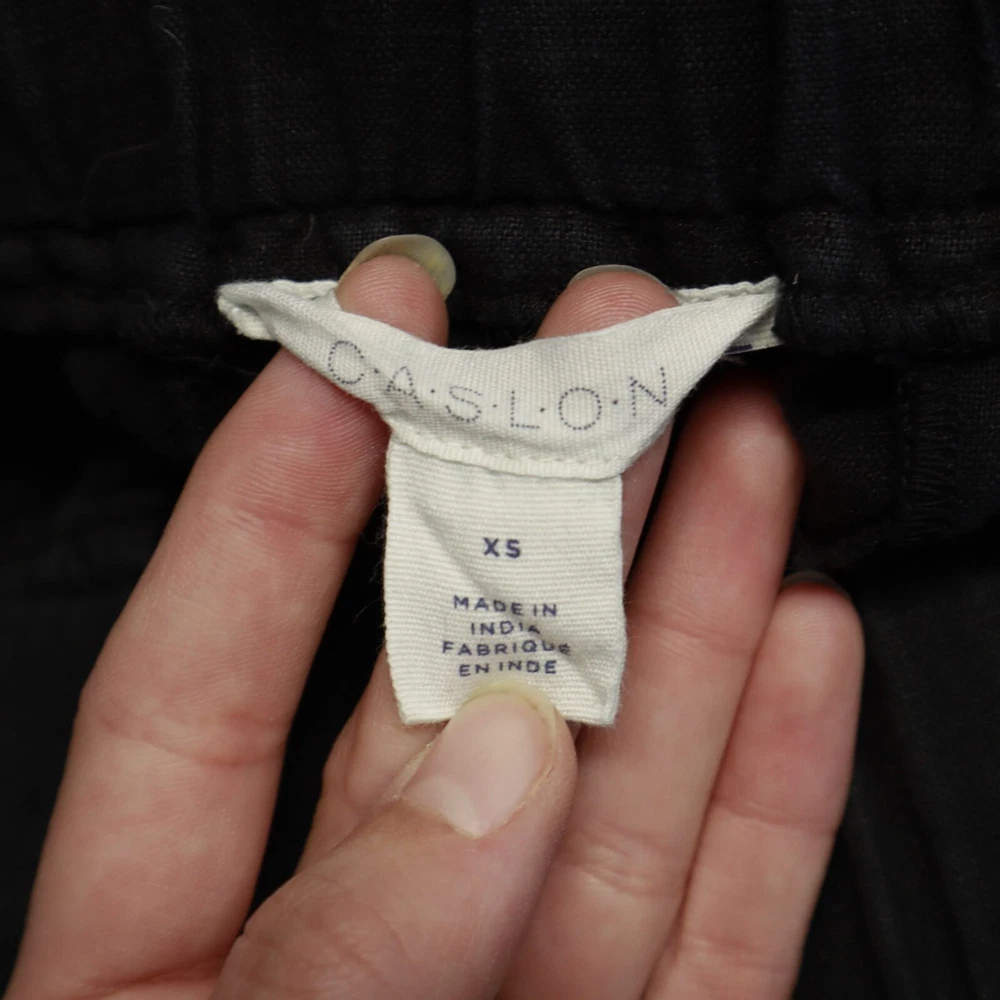 C·A·S·L·O·N
XS
MADE IN
INDIA
FABRIQUE
EN INDE